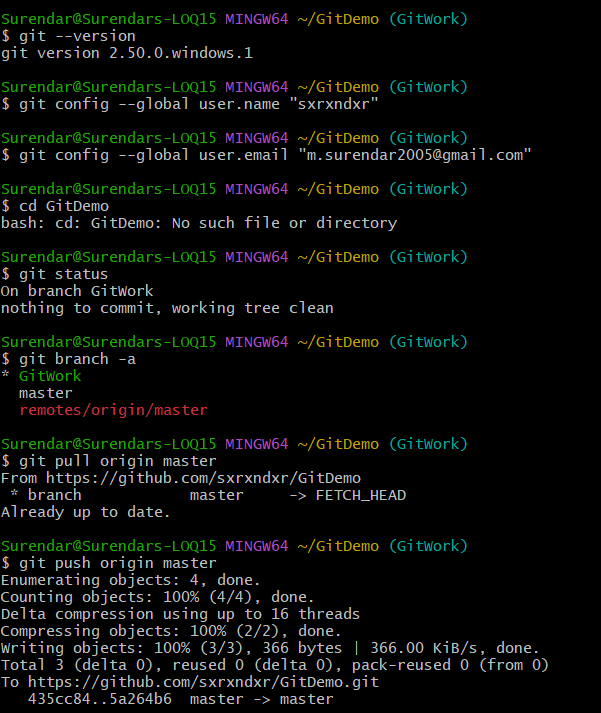 Surendar@Surendars-LOQ15 MINGW64 ~/GitDemo (GitWork)
$ git --version
git version 2.50.0.windows.1

Surendar@Surendars-LOQ15 MINGW64 ~/GitDemo (GitWork)
$ git config --global user.name "sxrxndxr"

Surendar@Surendars-LOQ15 MINGW64 ~/GitDemo (GitWork)
$ git config --global user.email "m.surendar2005@gmail.com"

Surendar@Surendars-LOQ15 MINGW64 ~/GitDemo (GitWork)
$ cd GitDemo
bash: cd: GitDemo: No such file or directory

Surendar@Surendars-LOQ15 MINGW64 ~/GitDemo (GitWork)
$ git status
On branch GitWork
nothing to commit, working tree clean

Surendar@Surendars-LOQ15 MINGW64 ~/GitDemo (GitWork)
$ git branch -a
* GitWork
  master
  remotes/origin/master

Surendar@Surendars-LOQ15 MINGW64 ~/GitDemo (GitWork)
$ git pull origin master
From https://github.com/sxrxndxr/GitDemo
 * branch            master     -> FETCH_HEAD
Already up to date.

Surendar@Surendars-LOQ15 MINGW64 ~/GitDemo (GitWork)
$ git push origin master
Enumerating objects: 4, done.
Counting objects: 100% (4/4), done.
Delta compression using up to 16 threads
Compressing objects: 100% (2/2), done.
Writing objects: 100% (3/3), 366 bytes | 366.00 KiB/s, done.
Total 3 (delta 0), reused 0 (delta 0), pack-reused 0 (from 0)
To https://github.com/sxrxndxr/GitDemo.git
   435cc84..5a264b6  master -> master